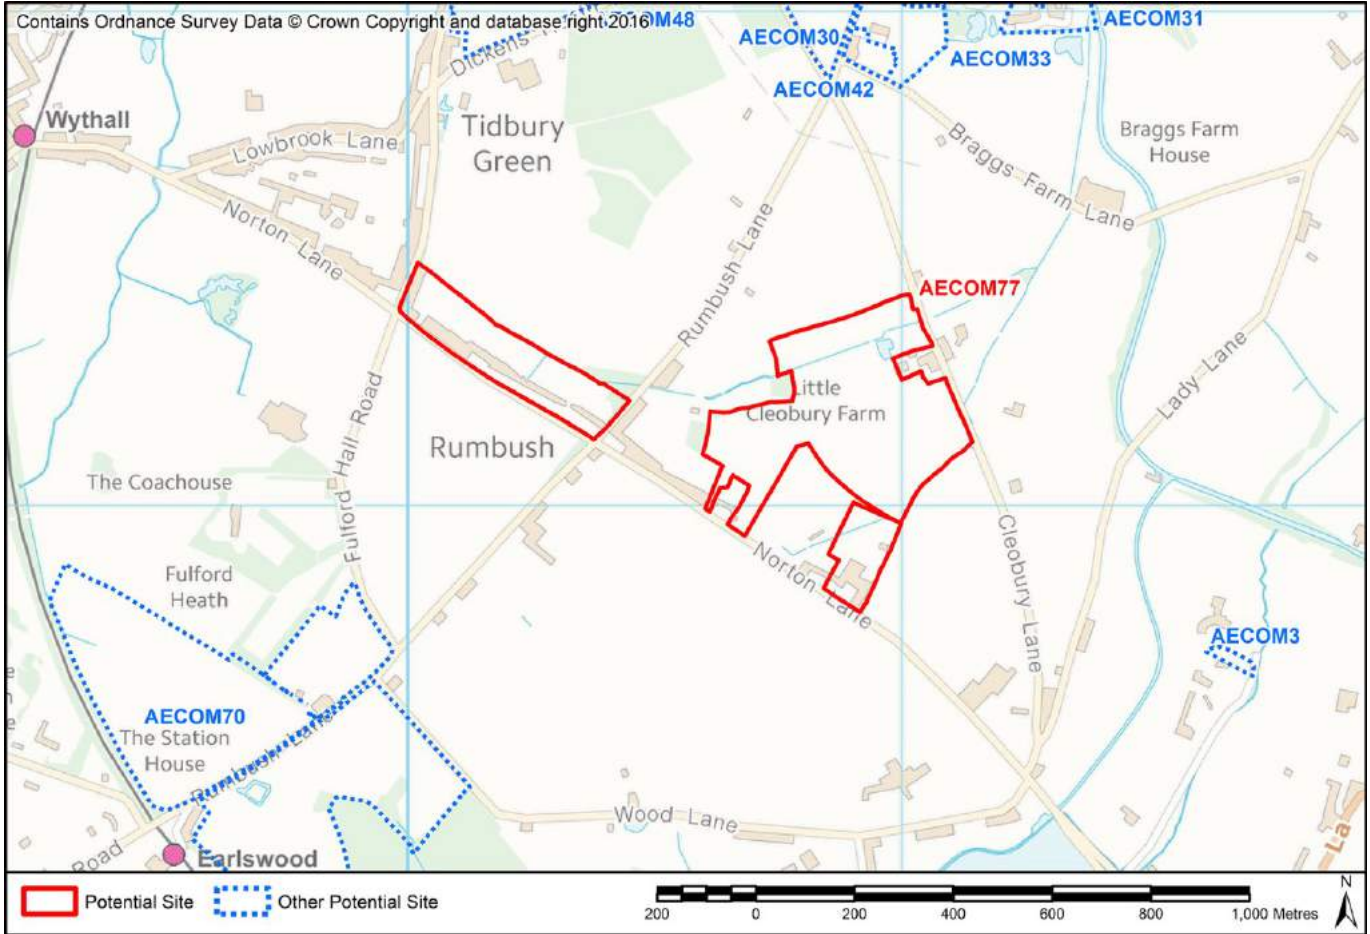 Contains Ordnance Survey Data © Crown Copyright and database right 2016
AECOM48
AECOM31
AECOM30
AECOM33
AECOM42
Dickens
Wythall
Tidbury
Green
Lowbrook Lane
Braggs Farm
House
Braggs Farm Lane
Norton Lane
Rumbush Lane
AECOM77
Lady Lane
Little
Cleobury Farm
Fulford Hall Road
Rumbush
The Coachouse
Norton Lane
Cleobury Lane
Fulford
Heath
AECOM3
AECOM70
The Station
House
Rumbush Lane
Wood Lane
Road
Earlswood
La
Potential Site
Other Potential Site
200 0 200 400 600 800 1,000 Metres
N